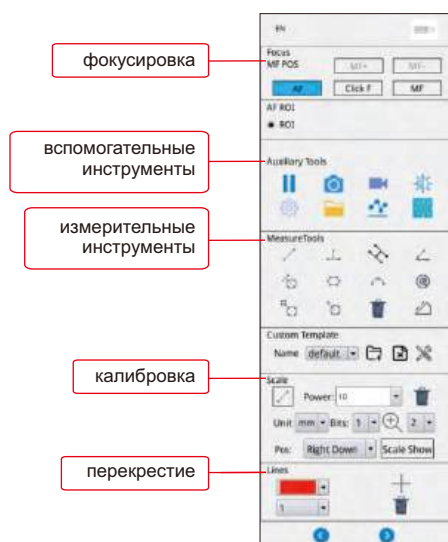 EN
Focus
фокусировка
MF POS
MF+ MF-
AF Click F MF
AF ROI
ROI
вспомогательные
инструменты
Auxiliary Tools
измерительные
инструменты
MeasureTools
Custom Template
Name default
калибровка
Scale
Power: 10
Unit mm Bits: 1 2
Pos: Right Down Scale Show
перекрестие
Lines
1